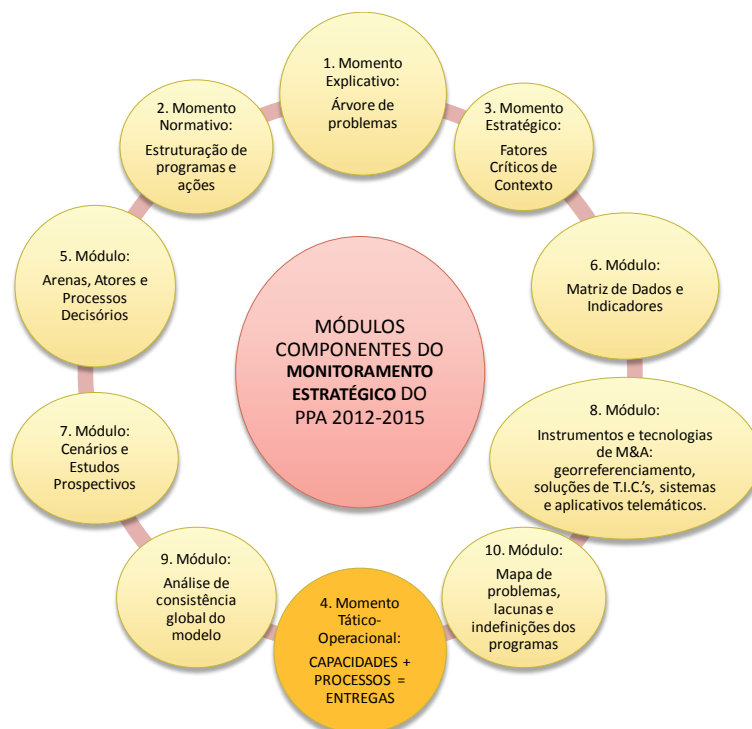 1. Momento
Explicativo:
Árvore de
problemas
2. Momento
Normativo:
Estruturação de
programas e
ações
3. Momento
Estratégico:
Fatores
Críticos de
Contexto
5. Módulo:
Arenas, Atores e
Processos
Decisórios
6. Módulo:
Matriz de Dados e
Indicadores
MÓDULOS
COMPONENTES DO
MONITORAMENTO
ESTRATÉGICO DO
PPA 2012-2015
7. Módulo:
Cenários e
Estudos
Prospectivos
8. Módulo:
Instrumentos e tecnologias
de M&A:
georreferenciamento,
soluções de T.I.C.'s, sistemas
e aplicativos telemáticos.
9. Módulo:
Análise de
consistência
global do
modelo
4. Momento
Tático-
Operacional:
CAPACIDADES +
PROCESSOS =
ENTREGAS
10. Módulo:
Mapa de
problemas,
lacunas e
indefinições dos
programas